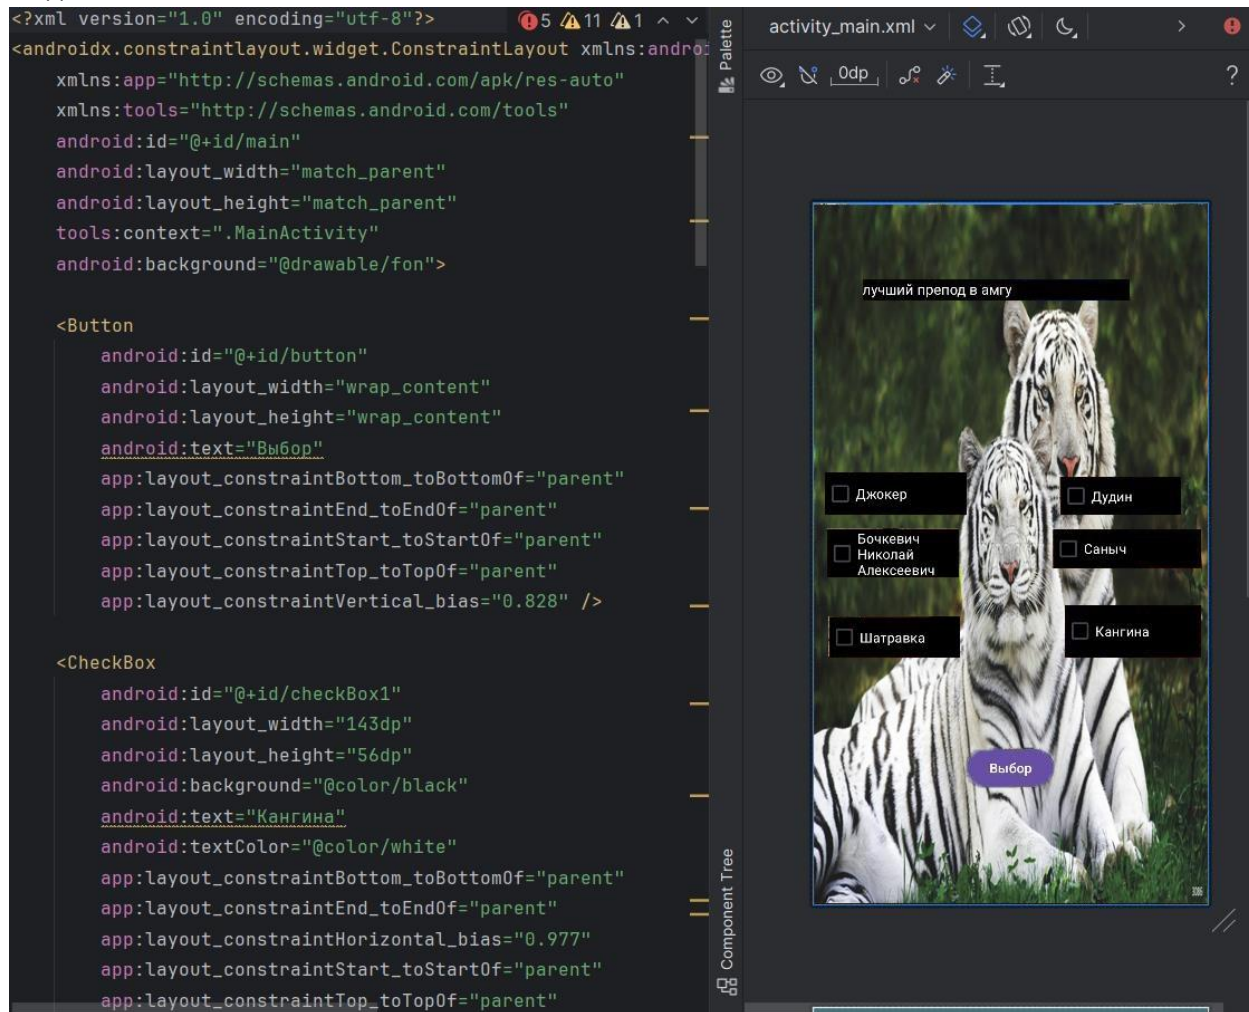 <?xml version="1.0" encoding="utf-8"?>
5 11 1
<androidx.constraintlayout.widget.ConstraintLayout xmlns:andro
xmlns:app="http://schemas.android.com/apk/res-auto"
xmlns:tools="http://schemas.android.com/tools"
android:id="@+id/main"
android:layout_width="match_parent"
android:layout_height="match_parent"
tools:context=".MainActivity"
android:background="@drawable/fon">
<Button
android:id="@+id/button"
android:layout_width="wrap_content"
android:layout_height="wrap_content"
android:text="Выбор"
app:layout_constraintBottom_toBottomOf="parent"
app:layout_constraintEnd_toEndOf="parent"
app:layout_constraintStart_toStartOf="parent"
app:layout_constraintTop_toTopOf="parent"
app:layout_constraintVertical_bias="0.828" />
<CheckBox
android:id="@+id/checkBox1"
android:layout_width="143dp"
android:layout_height="56dp"
android:background="@color/black"
android:text="Кангина"
android:textColor="@color/white"
app:layout_constraintBottom_toBottomOf="parent"
app:layout_constraintEnd_toEndOf="parent"
app:layout_constraintHorizontal_bias="0.977"
app:layout_constraintStart_toStartOf="parent"
app:layout_constraintTop_toTopOf="parent"
Palette
Component Tree
activity_main.xml
0dp
?
лучший препод в амгу
Джокер
Дудин
Бочкевич
Николай
Алексеевич
Саныч
Шатравка
Кангина
Выбор